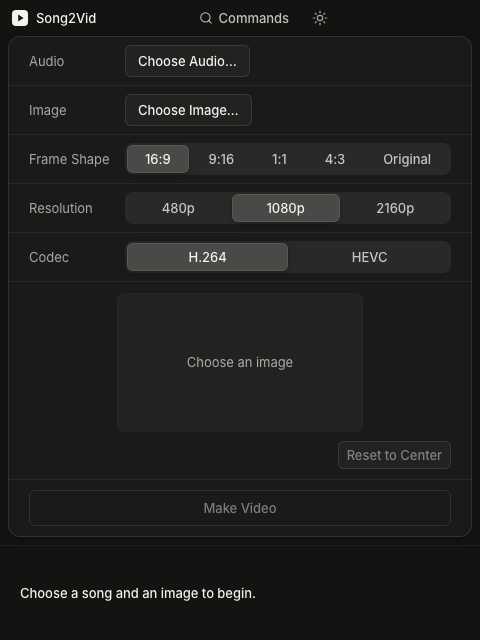 Song2Vid
Commands
Audio
Choose Audio...
Image
Choose Image...
Frame Shape
16:9
9:16
1:1
4:3
Original
Resolution
480p
1080p
2160p
Codec
H.264
HEVC
Choose an image
Reset to Center
Make Video
Choose a song and an image to begin.